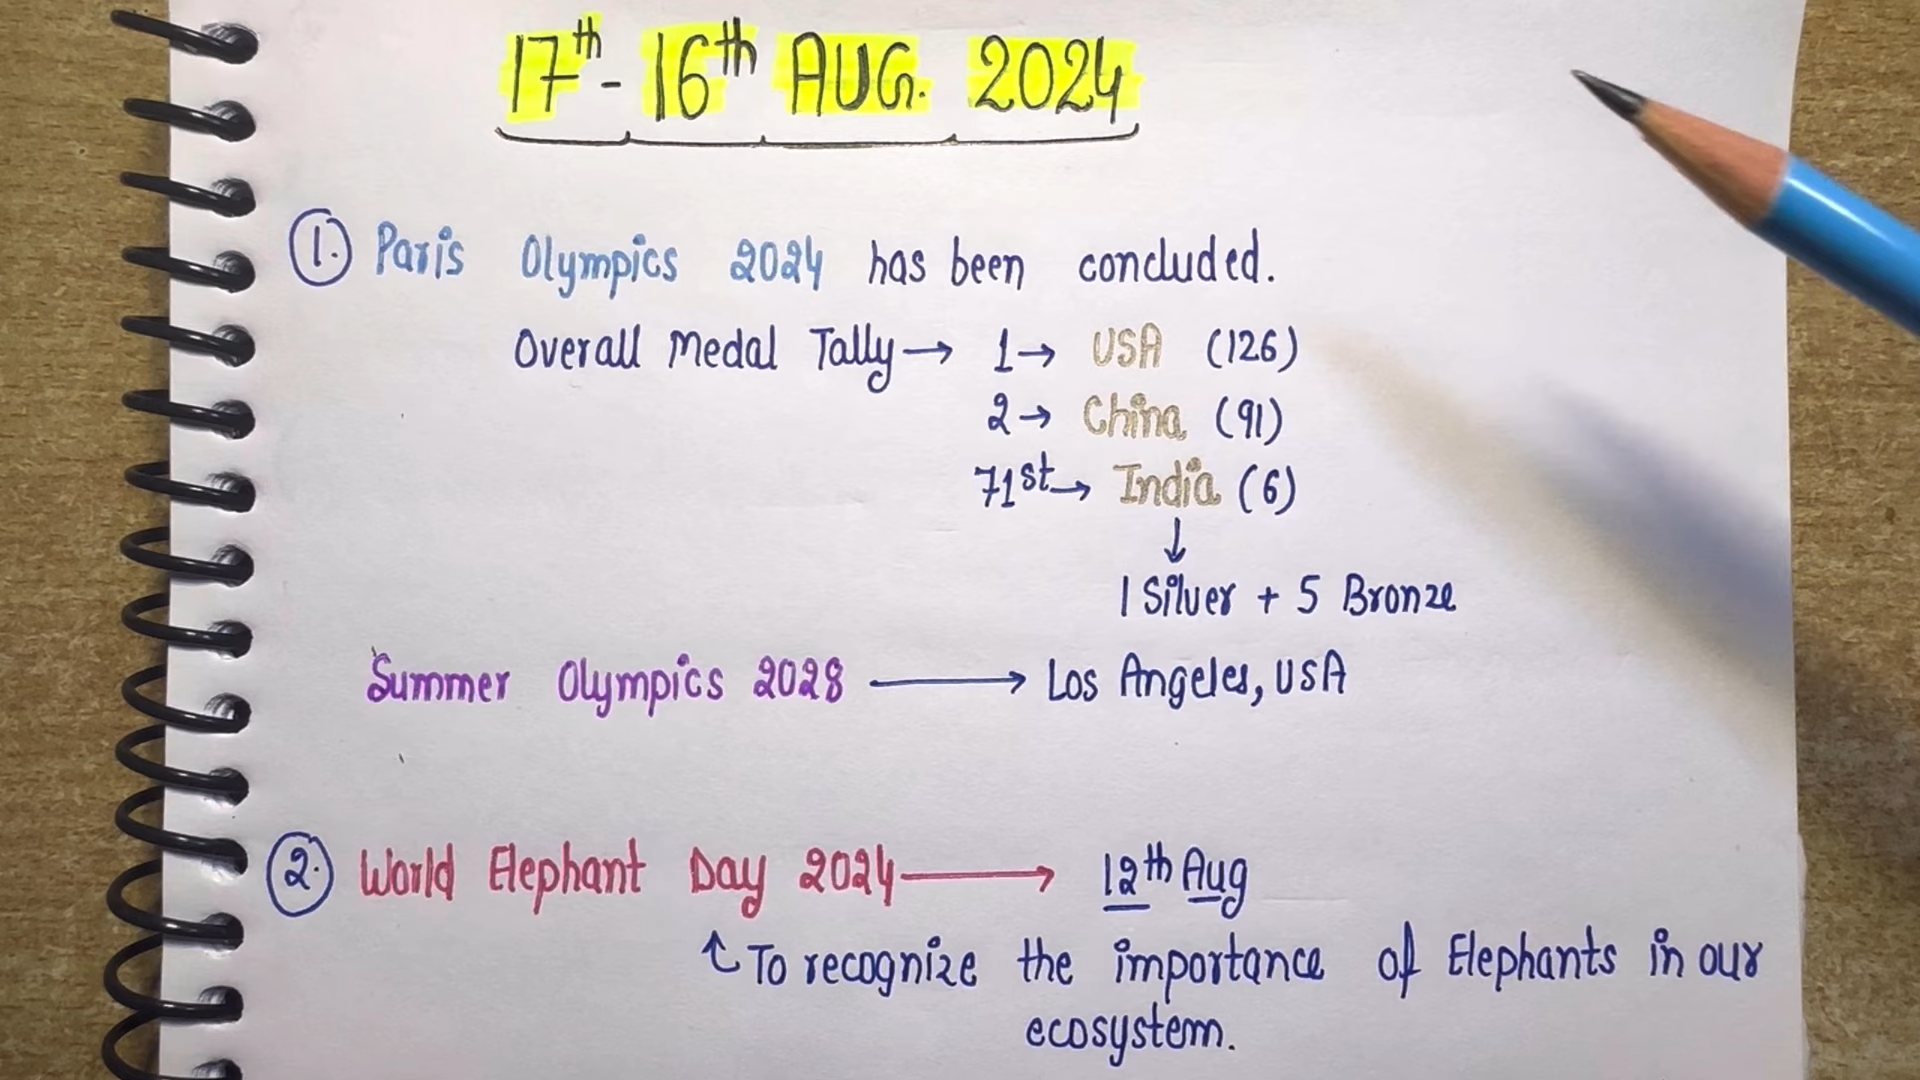 17th - 16th AUG. 2024
1. Paris Olympics 2024 has been concluded.
Overall Medal Tally → 1 → USA (126)
2 → China (91)
71st → India (6)
↓
1 Silver + 5 Bronze
Summer Olympics 2028 → Los Angeles, USA
2. World Elephant Day 2024 → 12th Aug
↑ To recognize the importance of Elephants in our
ecosystem.